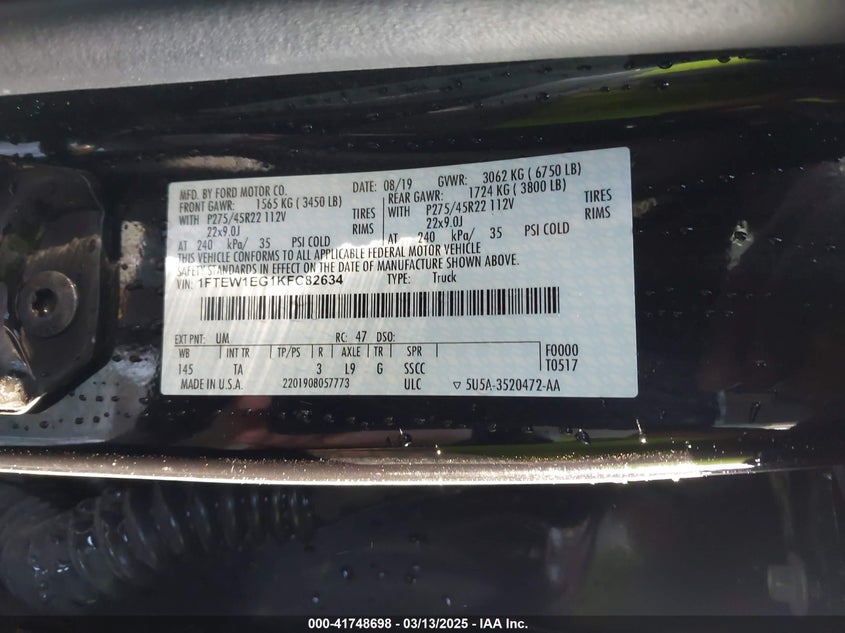 MFD. BY FORD MOTOR CO. DATE: 08/19 GVWR: 3062 KG ( 6750 LB)
FRONT GAWR: 1565 KG ( 3450 LB) REAR GAWR: 1724 KG ( 3800 LB)
WITH P275/45R22 112V TIRES WITH P275/45R22 112V TIRES
22x9.0J RIMS 22x9.0J RIMS
AT 240 kPa/ 35 PSI COLD AT 240 kPa/ 35 PSI COLD
THIS VEHICLE CONFORMS TO ALL APPLICABLE FEDERAL MOTOR VEHICLE
SAFETY STANDARDS IN EFFECT ON THE DATE OF MANUFACTURE SHOWN ABOVE.
VIN: 1FTEW1EG1KFC82634 TYPE: Truck
EXT PNT: UM RC: 47 DSO:
WB INT TR TP/PS R AXLE TR SPR F0000
145 TA 3 L9 G SSCC T0517
MADE IN U.S.A. 2201908057773 ULC ▽ 5U5A-3520472-AA
000-41748698 - 03/13/2025 - IAA Inc.